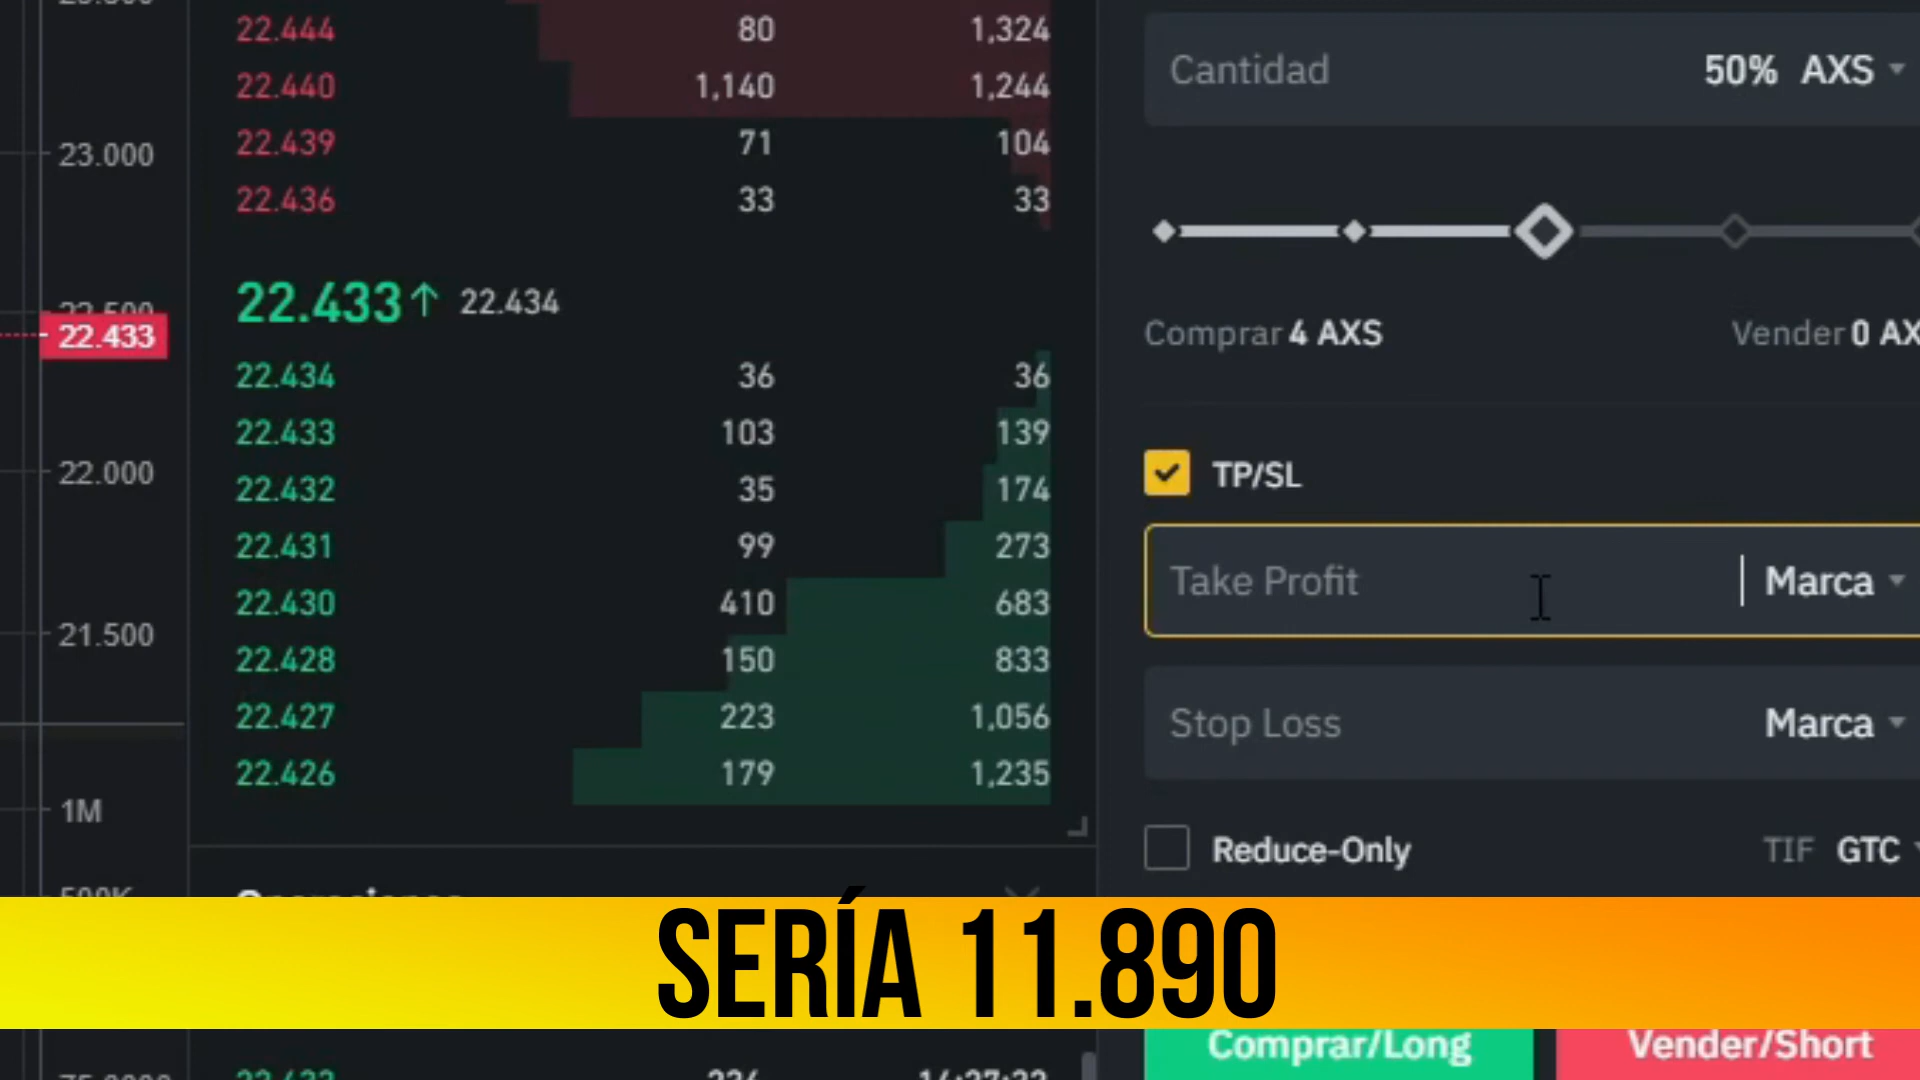 23.000
22.433
22.000
21.500
1M
22.444 80 1,324
22.440 1,140 1,244
22.439 71 104
22.436 33 33
22.433↑ 22.434
22.434 36 36
22.433 103 139
22.432 35 174
22.431 99 273
22.430 410 683
22.428 150 833
22.427 223 1,056
22.426 179 1,235
Cantidad 50% AXS
Comprar 4 AXS Vender 0 AX
TP/SL
Take Profit Marca
Stop Loss Marca
Reduce-Only TIF GTC
SERÍA 11.890
Comprar/Long Vender/Short